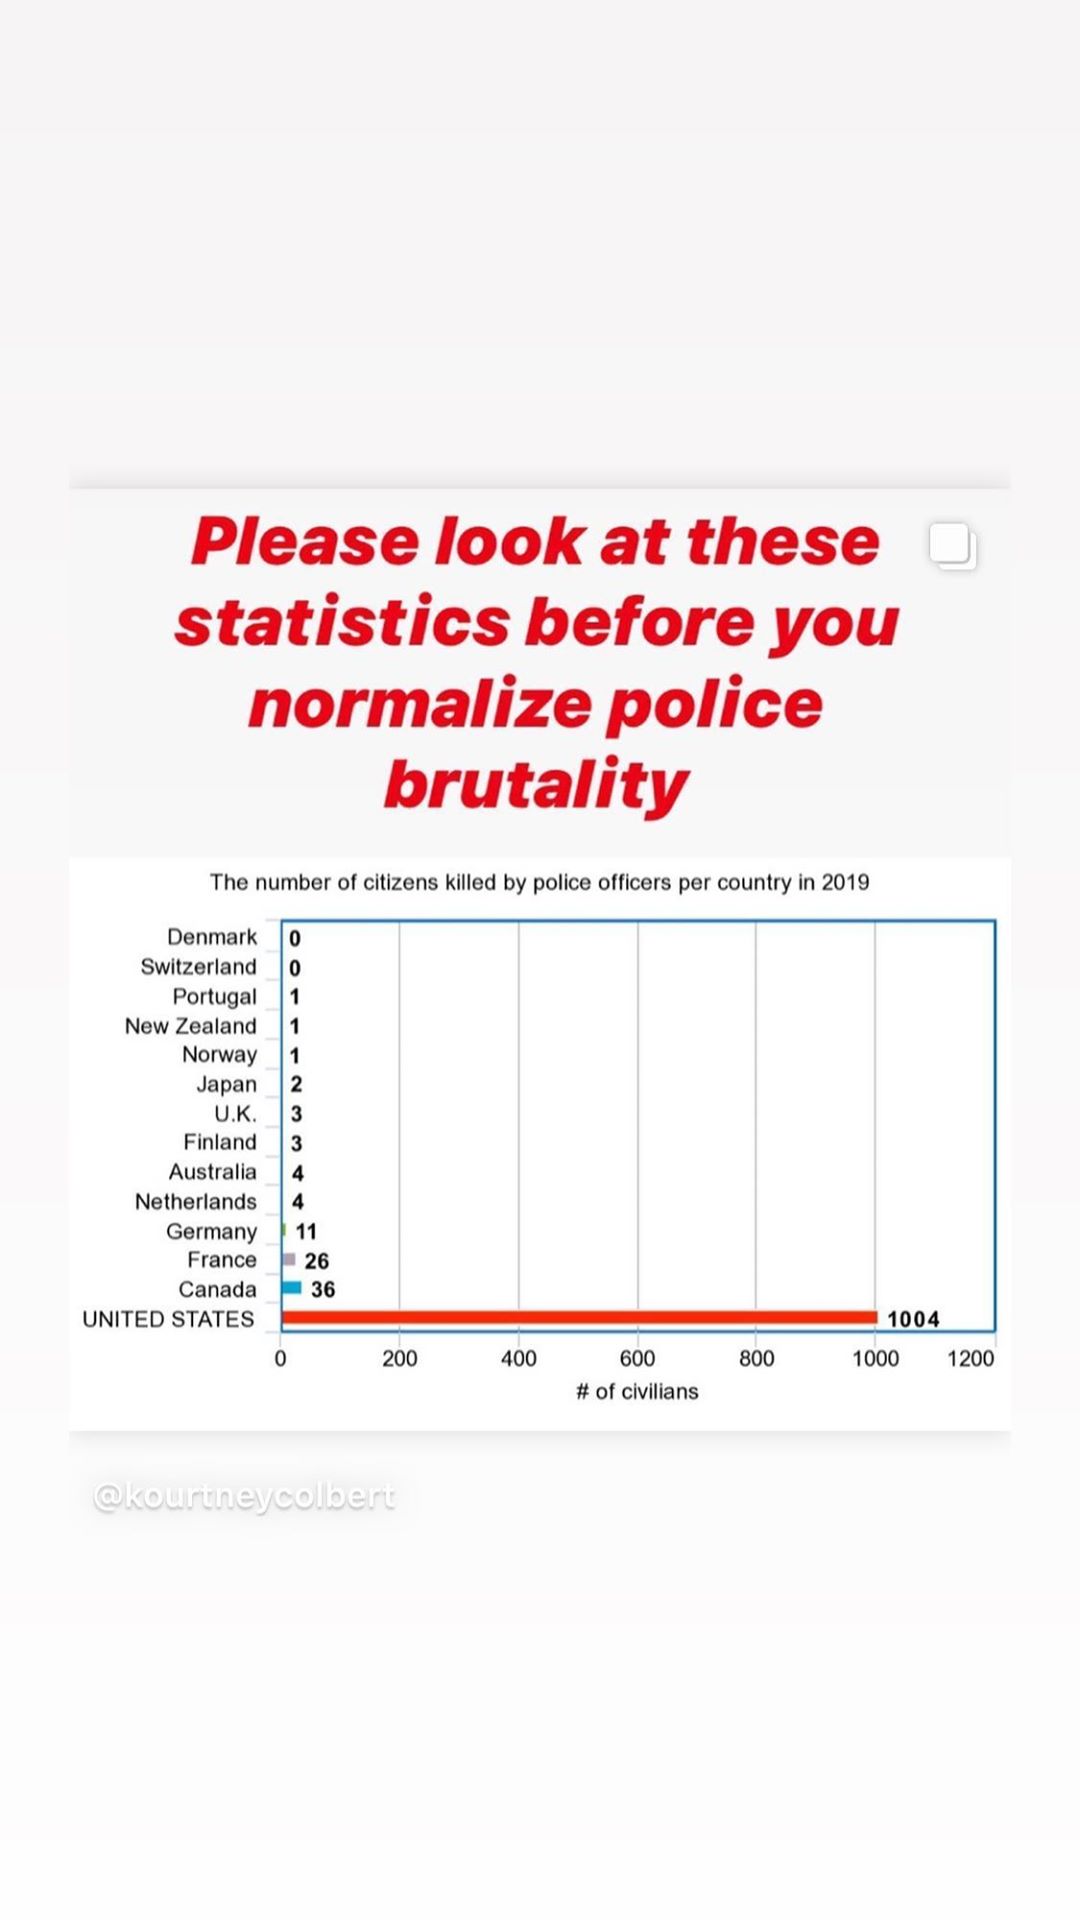 Please look at these
statistics before you
normalize police
brutality
The number of citizens killed by police officers per country in 2019
Denmark 0
Switzerland 0
Portugal 1
New Zealand 1
Norway 1
Japan 2
U.K. 3
Finland 3
Australia 4
Netherlands 4
Germany 11
France 26
Canada 36
UNITED STATES 1004
0 200 400 600 800 1000 1200
# of civilians
@kourtneycolbert